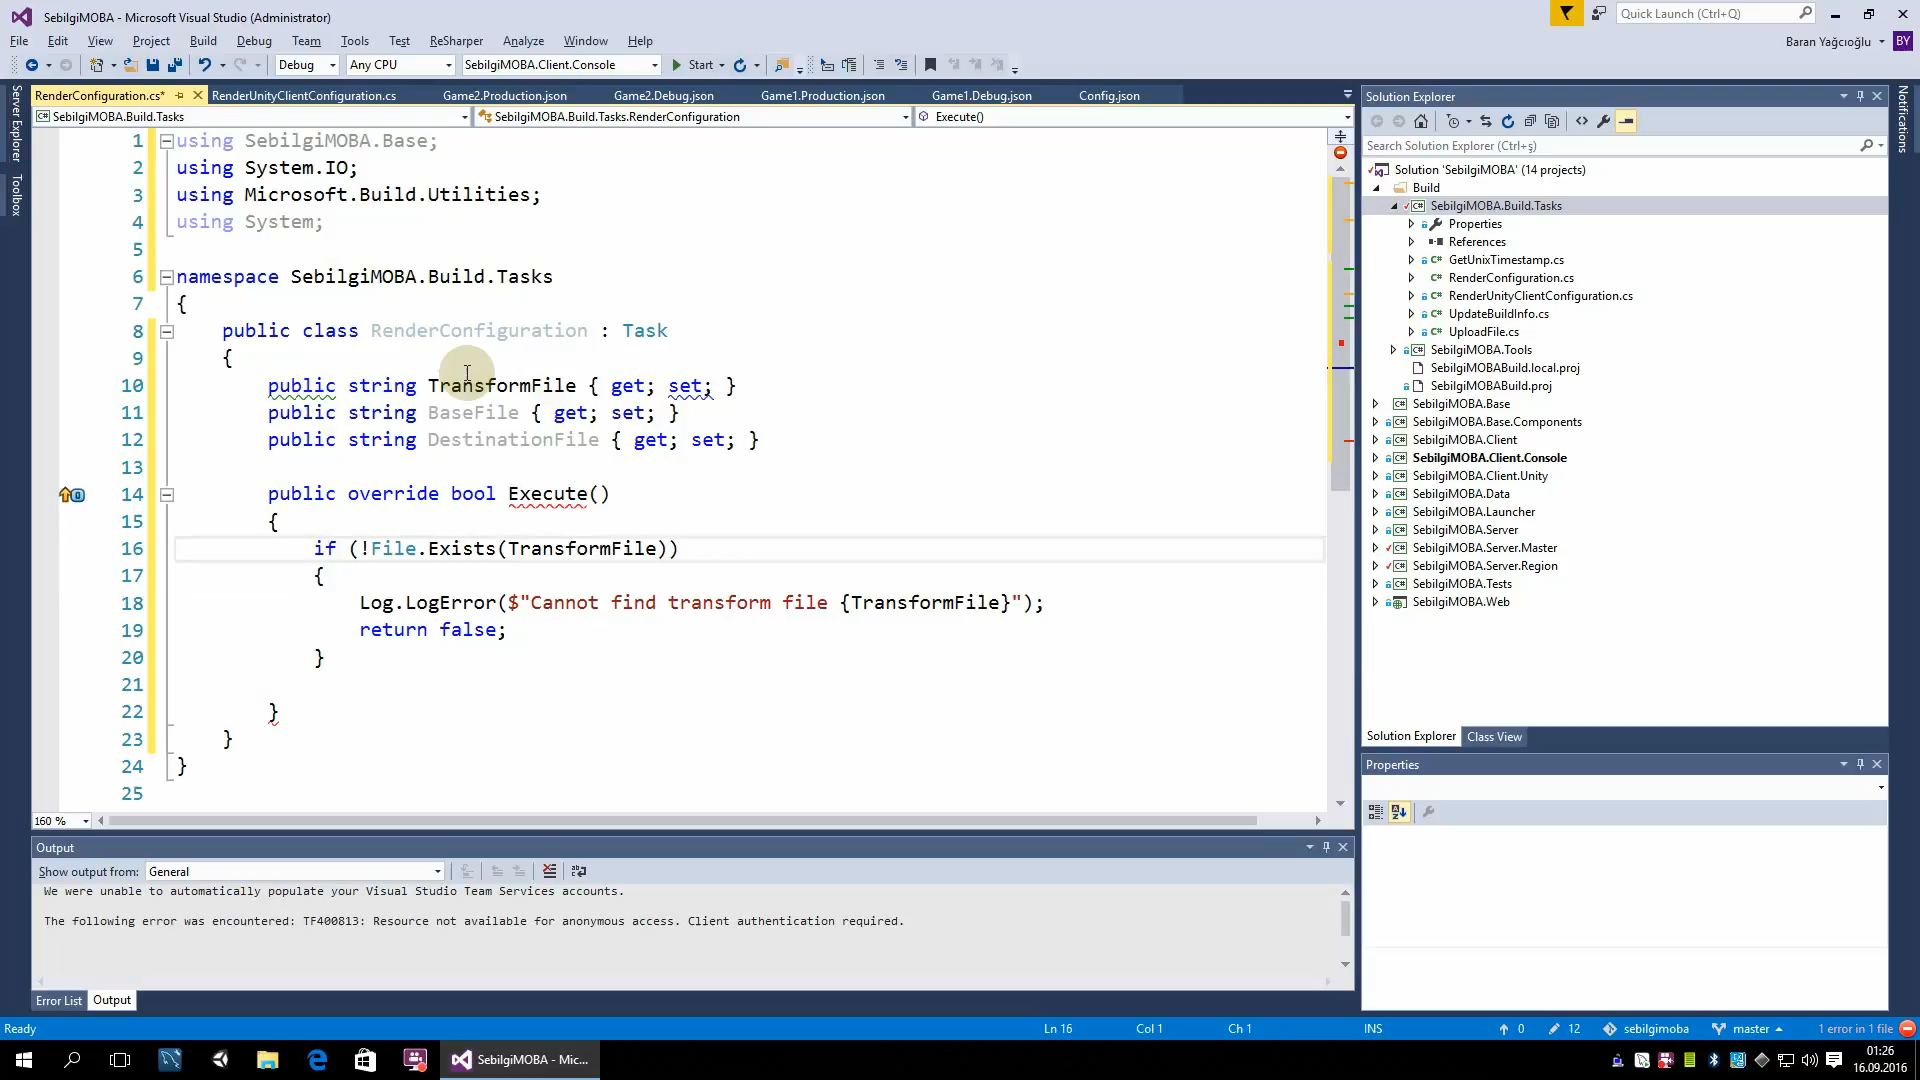 SebilgiMOBA - Microsoft Visual Studio (Administrator)
Quick Launch (Ctrl+Q)
File Edit View Project Build Debug Team Tools Test ReSharper Analyze Window Help
Baran Yağcıoğlu BY
Debug Any CPU SebilgiMOBA.Client.Console Start
Server Explorer
Toolbox
Notifications
RenderConfiguration.cs* RenderUnityClientConfiguration.cs Game2.Production.json Game2.Debug.json Game1.Production.json Game1.Debug.json Config.json
SebilgiMOBA.Build.Tasks SebilgiMOBA.Build.Tasks.RenderConfiguration Execute()
1 using SebilgiMOBA.Base;
2 using System.IO;
3 using Microsoft.Build.Utilities;
4 using System;
5
6 namespace SebilgiMOBA.Build.Tasks
7 {
8 public class RenderConfiguration : Task
9 {
10 public string TransformFile { get; set; }
11 public string BaseFile { get; set; }
12 public string DestinationFile { get; set; }
13
14 public override bool Execute()
15 {
16 if (!File.Exists(TransformFile))
17 {
18 Log.LogError($"Cannot find transform file {TransformFile}");
19 return false;
20 }
21
22 }
23 }
24 }
25
160 %
Output
Show output from: General
We were unable to automatically populate your Visual Studio Team Services accounts.
The following error was encountered: TF400813: Resource not available for anonymous access. Client authentication required.
Error List Output
Solution Explorer
Search Solution Explorer (Ctrl+ş)
Solution 'SebilgiMOBA' (14 projects)
Build
SebilgiMOBA.Build.Tasks
Properties
References
GetUnixTimestamp.cs
RenderConfiguration.cs
RenderUnityClientConfiguration.cs
UpdateBuildInfo.cs
UploadFile.cs
SebilgiMOBA.Tools
SebilgiMOBABuild.local.proj
SebilgiMOBABuild.proj
SebilgiMOBA.Base
SebilgiMOBA.Base.Components
SebilgiMOBA.Client
SebilgiMOBA.Client.Console
SebilgiMOBA.Client.Unity
SebilgiMOBA.Data
SebilgiMOBA.Launcher
SebilgiMOBA.Server
SebilgiMOBA.Server.Master
SebilgiMOBA.Server.Region
SebilgiMOBA.Tests
SebilgiMOBA.Web
Solution Explorer Class View
Properties
Ready Ln 16 Col 1 Ch 1 INS 0 12 sebilgimoba master 1 error in 1 file
SebilgiMOBA - Mic...
01:26
16.09.2016